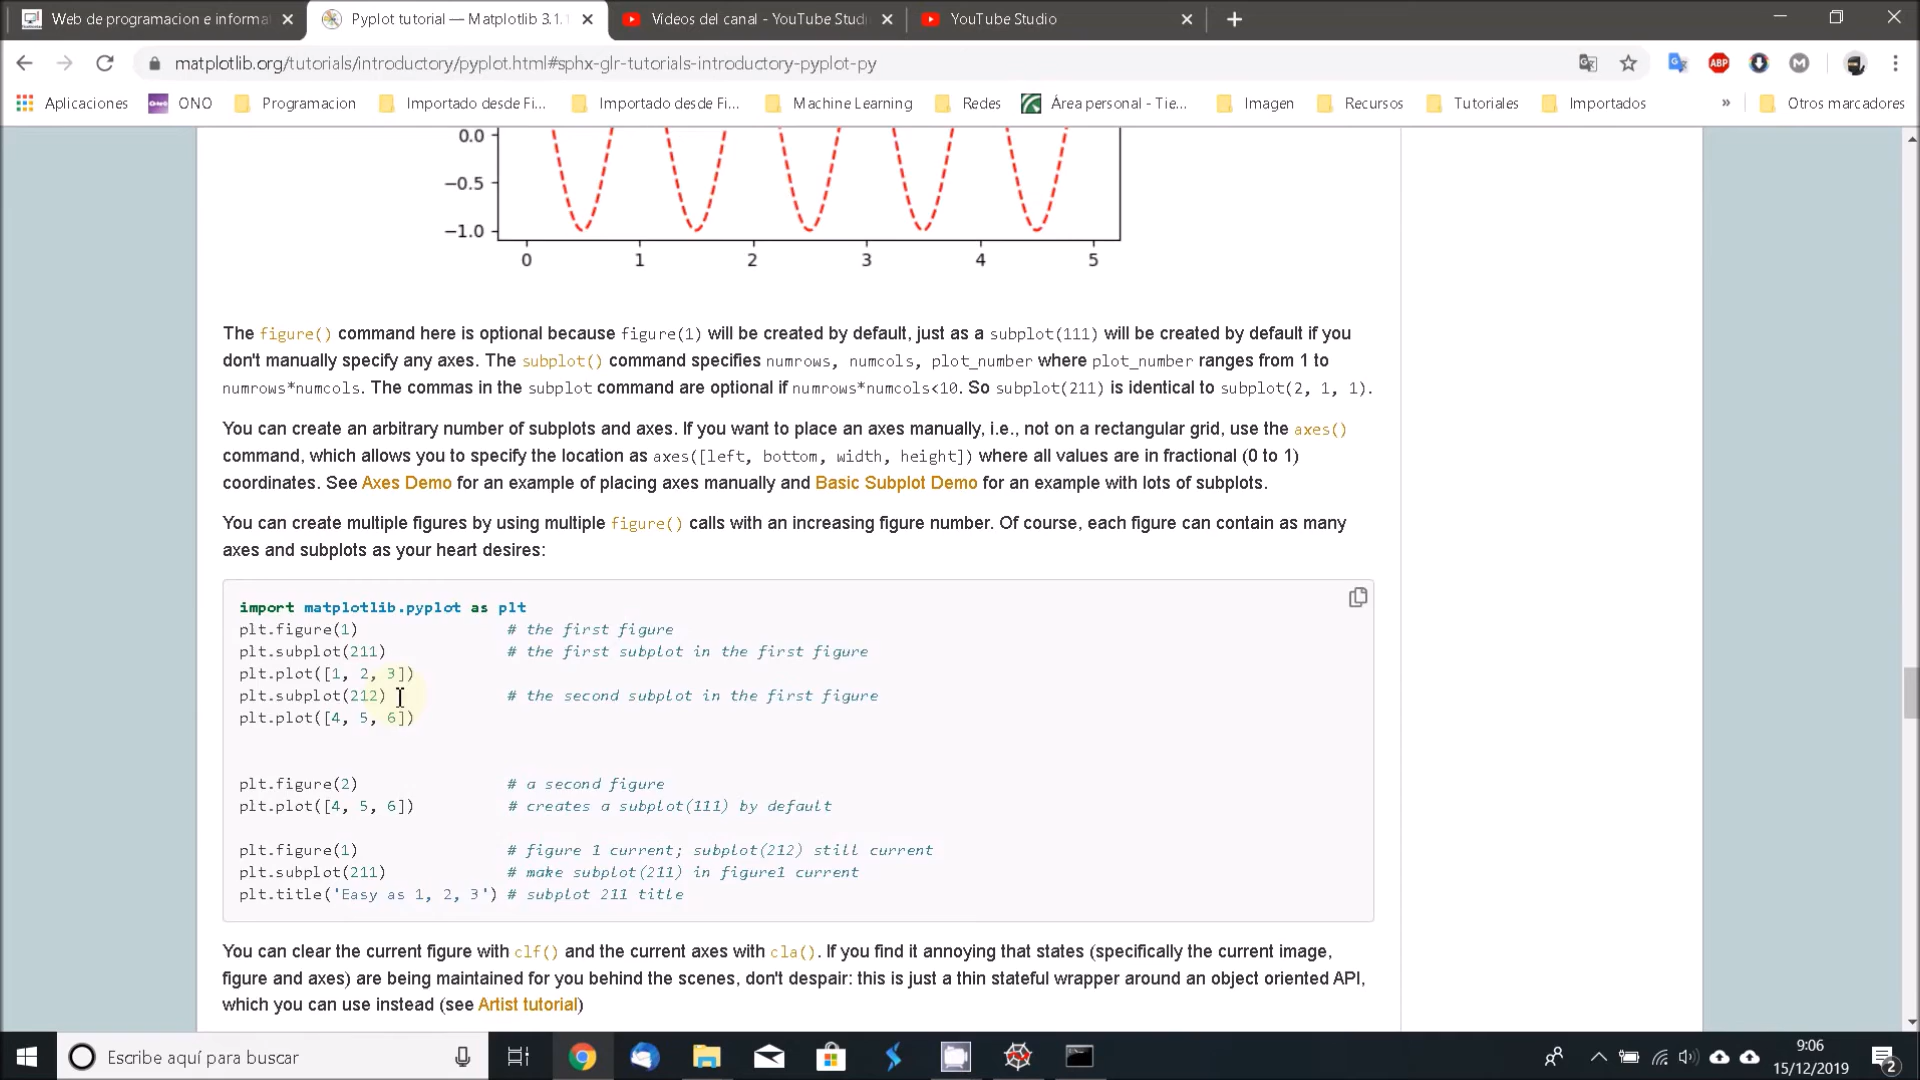 Web de programacion e informa
Pyplot tutorial — Matplotlib 3.1.1
Vídeos del canal - YouTube Studi
YouTube Studio
matplotlib.org/tutorials/introductory/pyplot.html#sphx-glr-tutorials-introductory-pyplot-py
ABP
M
Aplicaciones
ONO
Programacion
Importado desde Fi...
Importado desde Fi...
Machine Learning
Redes
Área personal - Tie...
Imagen
Recursos
Tutoriales
Importados
»
Otros marcadores
0.0
−0.5
−1.0
0 1 2 3 4 5
The figure() command here is optional because figure(1) will be created by default, just as a subplot(111) will be created by default if you
don't manually specify any axes. The subplot() command specifies numrows, numcols, plot_number where plot_number ranges from 1 to
numrows*numcols. The commas in the subplot command are optional if numrows*numcols<10. So subplot(211) is identical to subplot(2, 1, 1).
You can create an arbitrary number of subplots and axes. If you want to place an axes manually, i.e., not on a rectangular grid, use the axes()
command, which allows you to specify the location as axes([left, bottom, width, height]) where all values are in fractional (0 to 1)
coordinates. See Axes Demo for an example of placing axes manually and Basic Subplot Demo for an example with lots of subplots.
You can create multiple figures by using multiple figure() calls with an increasing figure number. Of course, each figure can contain as many
axes and subplots as your heart desires:
import matplotlib.pyplot as plt
plt.figure(1) # the first figure
plt.subplot(211) # the first subplot in the first figure
plt.plot([1, 2, 3])
plt.subplot(212) # the second subplot in the first figure
plt.plot([4, 5, 6])
plt.figure(2) # a second figure
plt.plot([4, 5, 6]) # creates a subplot(111) by default
plt.figure(1) # figure 1 current; subplot(212) still current
plt.subplot(211) # make subplot(211) in figure1 current
plt.title('Easy as 1, 2, 3') # subplot 211 title
You can clear the current figure with clf() and the current axes with cla(). If you find it annoying that states (specifically the current image,
figure and axes) are being maintained for you behind the scenes, don't despair: this is just a thin stateful wrapper around an object oriented API,
which you can use instead (see Artist tutorial)
Escribe aquí para buscar
9:06
15/12/2019
2